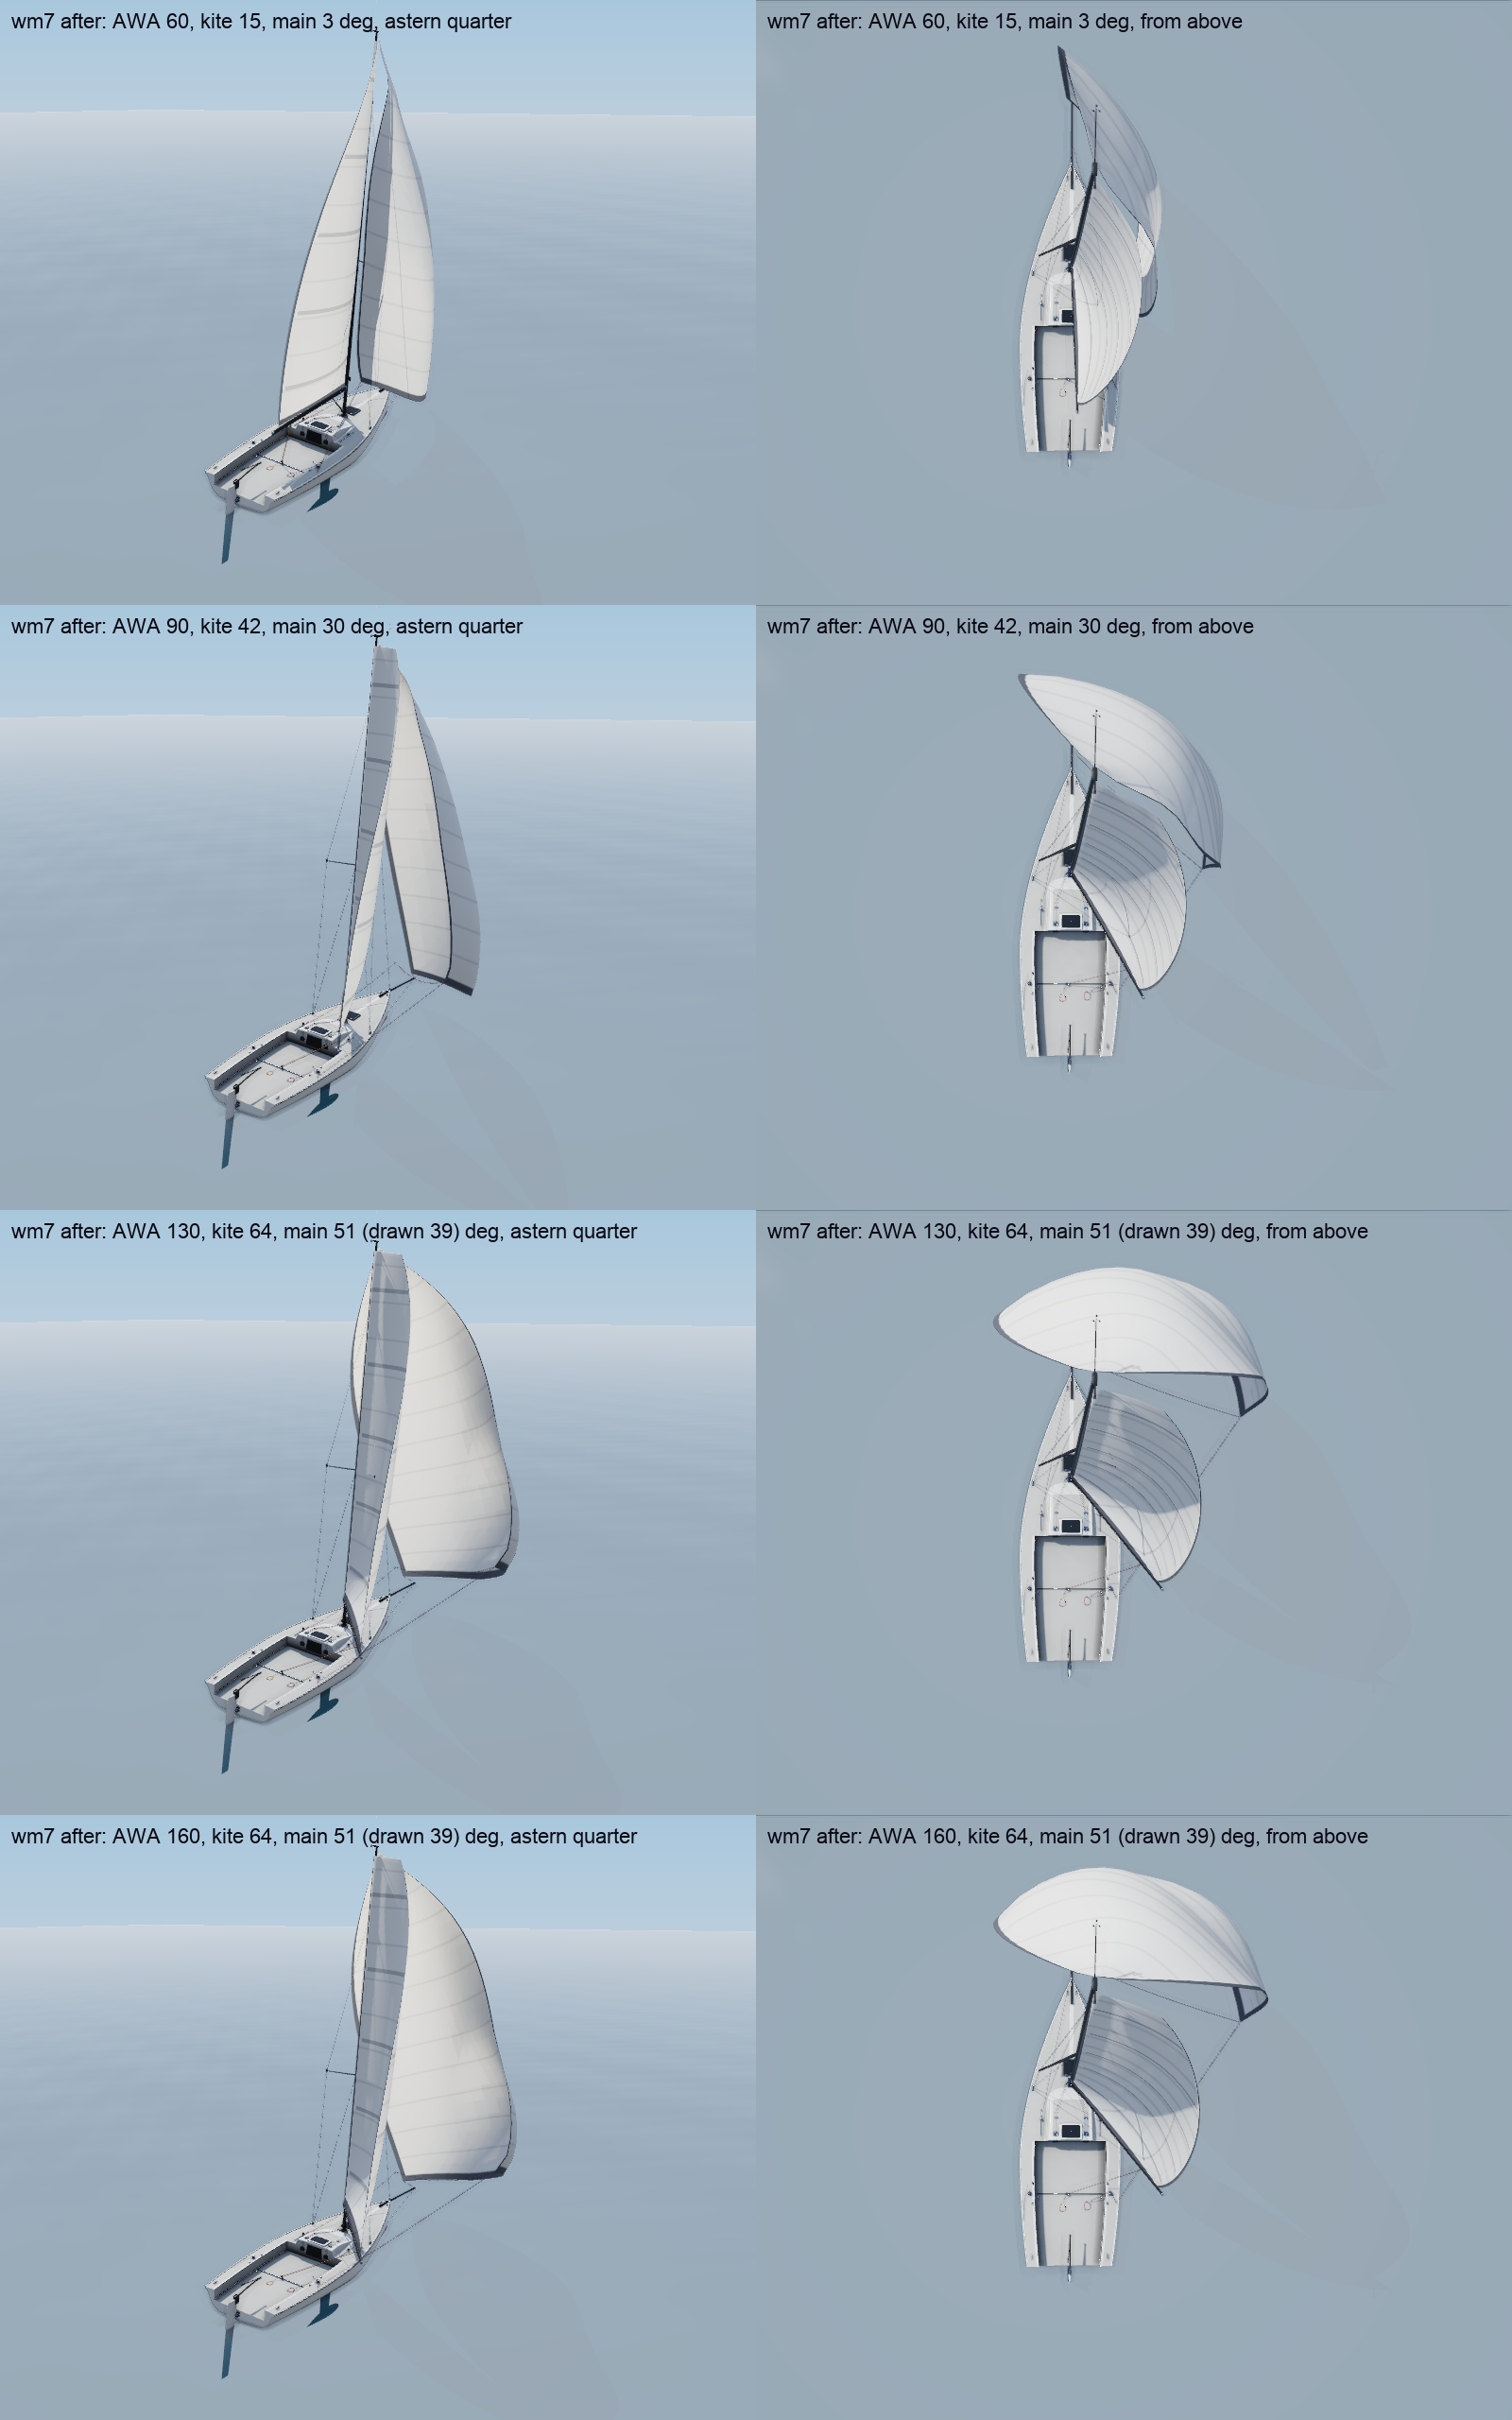 wm7 after: AWA 60, kite 15, main 3 deg, astern quarter
wm7 after: AWA 60, kite 15, main 3 deg, from above
wm7 after: AWA 90, kite 42, main 30 deg, astern quarter
wm7 after: AWA 90, kite 42, main 30 deg, from above
wm7 after: AWA 130, kite 64, main 51 (drawn 39) deg, astern quarter
wm7 after: AWA 130, kite 64, main 51 (drawn 39) deg, from above
wm7 after: AWA 160, kite 64, main 51 (drawn 39) deg, astern quarter
wm7 after: AWA 160, kite 64, main 51 (drawn 39) deg, from above